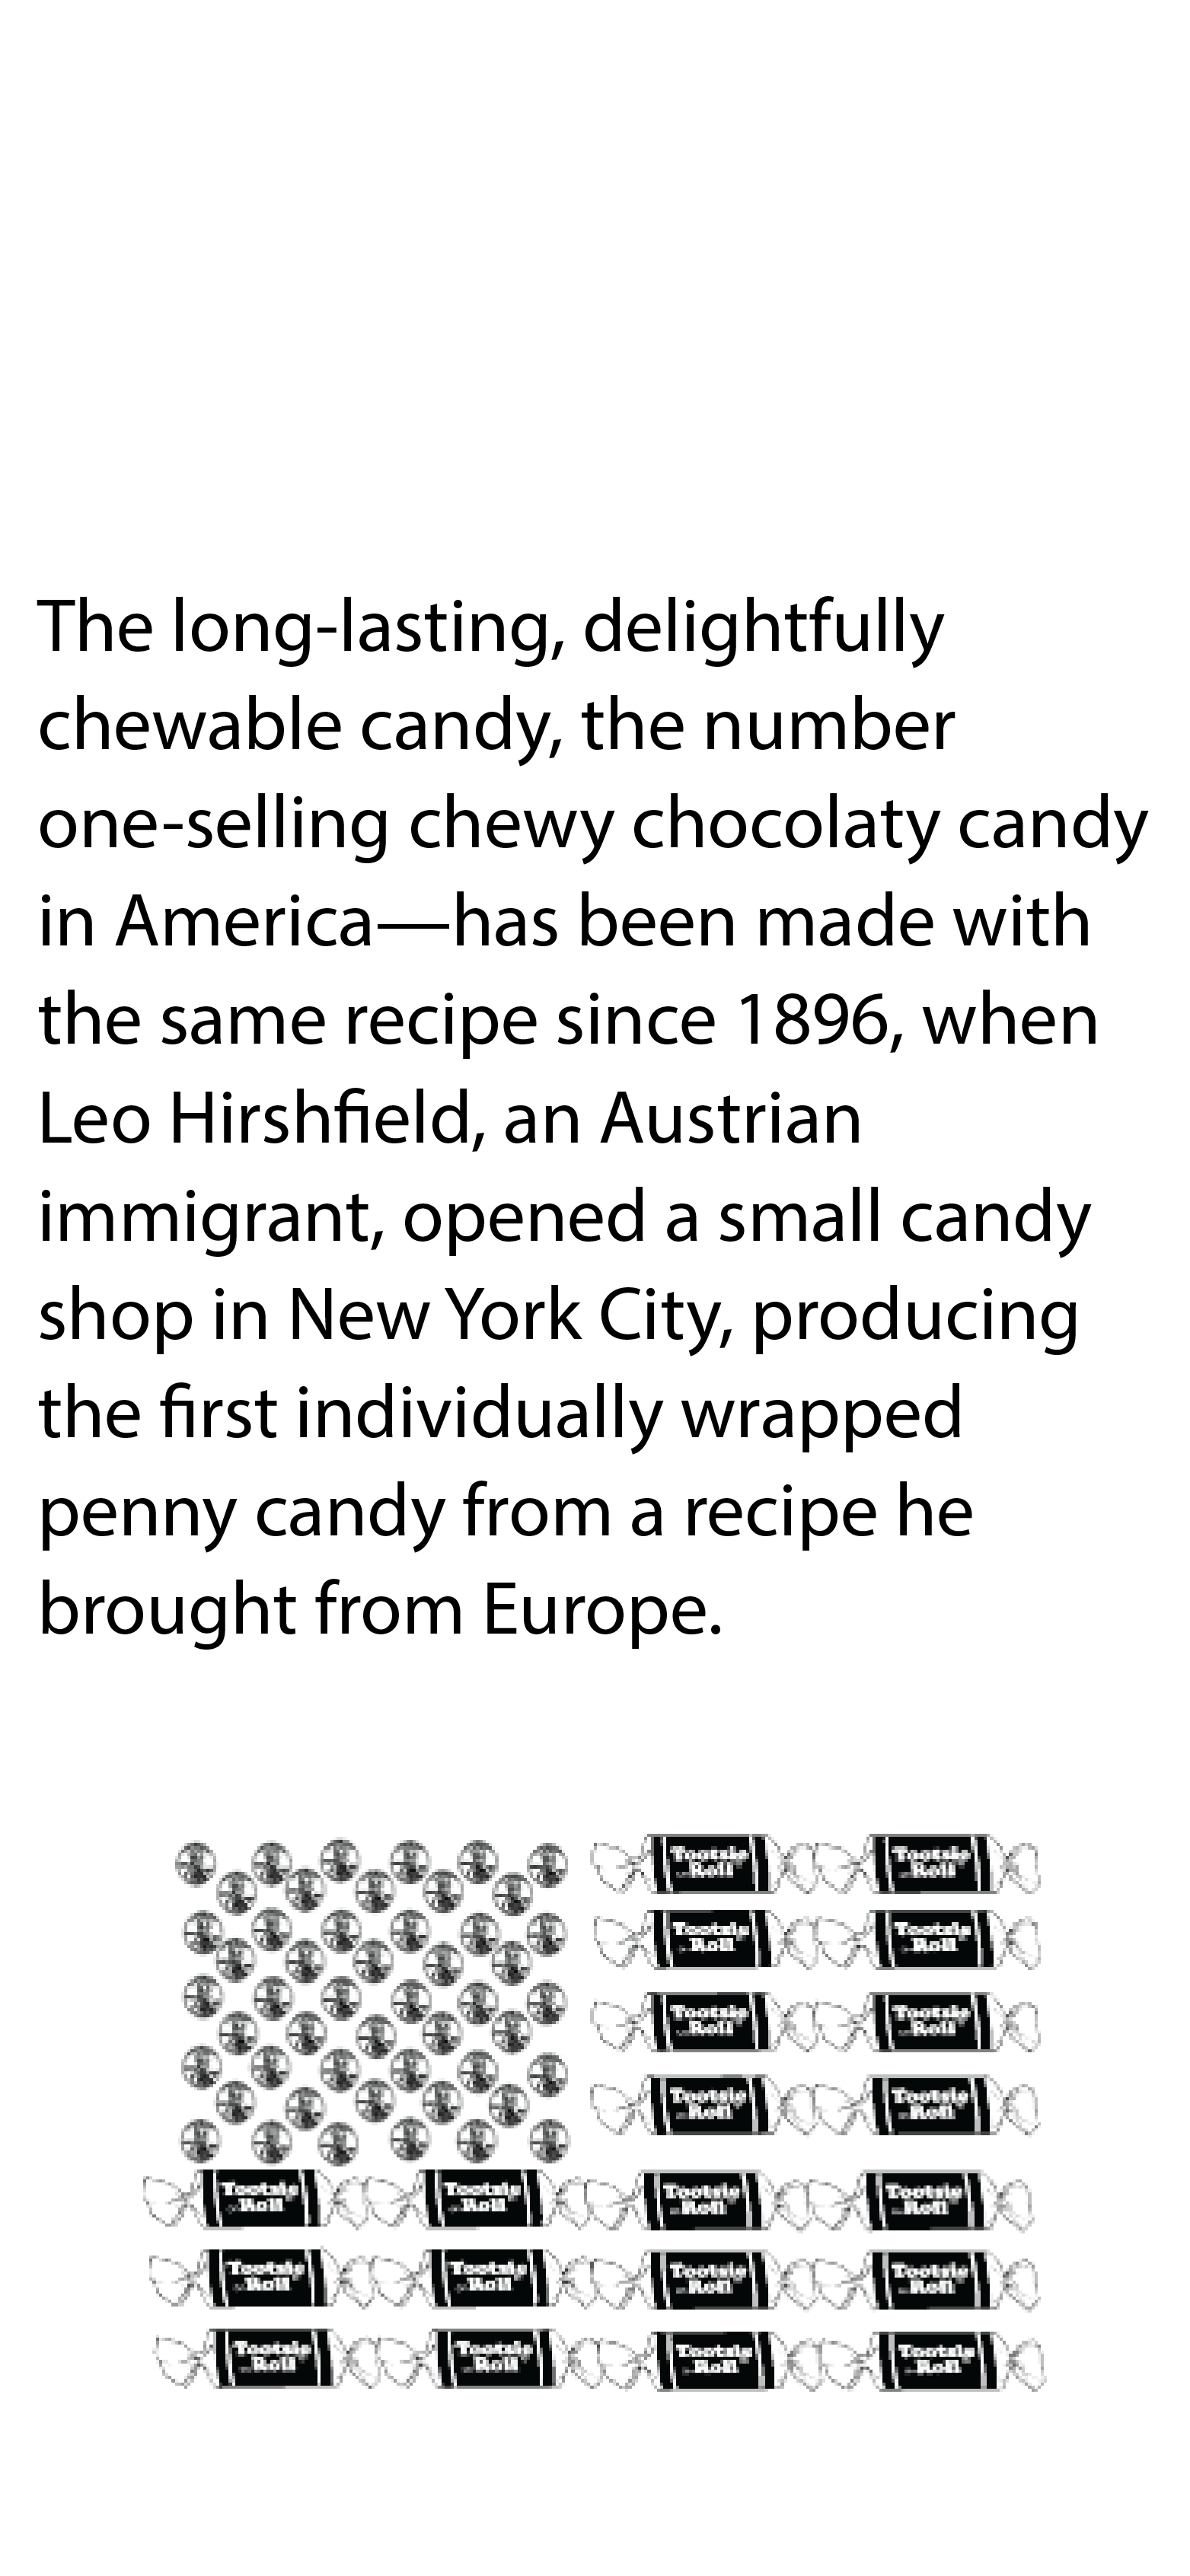 The long-lasting, delightfully
chewable candy, the number
one-selling chewy chocolaty candy
in America—has been made with
the same recipe since 1896, when
Leo Hirshfield, an Austrian
immigrant, opened a small candy
shop in New York City, producing
the first individually wrapped
penny candy from a recipe he
brought from Europe.
Tootsie Tootsie
Roll Roll
Tootsie Tootsie
Roll Roll
Tootsie Tootsie
Roll Roll
Tootsie Tootsie
Roll Roll
Tootsie Tootsie Tootsie Tootsie
Roll Roll Roll Roll
Tootsie Tootsie Tootsie Tootsie
Roll Roll Roll Roll
Tootsie Tootsie Tootsie Tootsie
Roll Roll Roll Roll